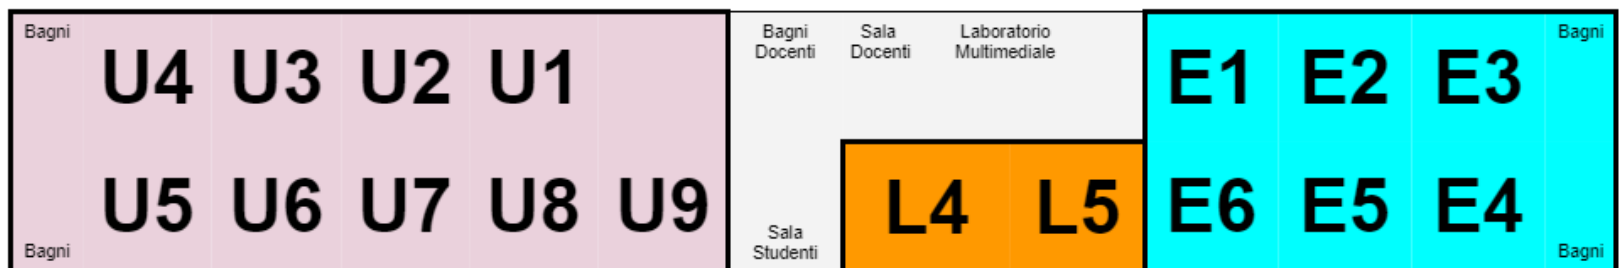 Bagni
U4 U3 U2 U1
Bagni
Docenti
Sala
Docenti
Laboratorio
Multimediale
E1 E2 E3
Bagni
Bagni
U5 U6 U7 U8 U9
Sala
Studenti
L4 L5
E6 E5 E4
Bagni